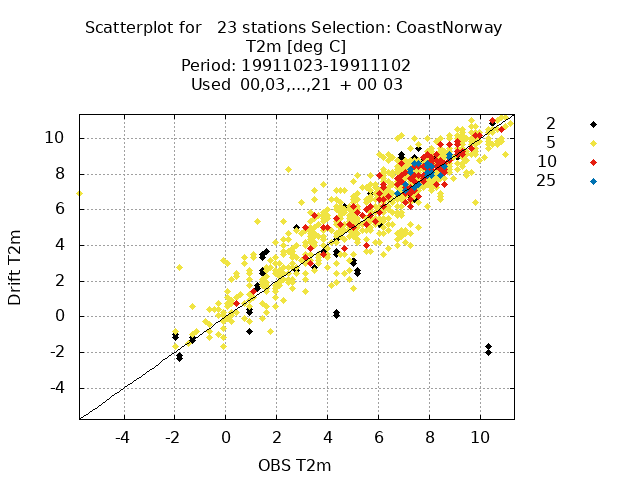 Scatterplot for   23 stations Selection: CoastNorway
T2m [deg C]
Period: 19911023-19911102
Used  00,03,...,21  + 00 03
2
5
10
25
10
8
6
4
2
0
-2
-4
Drift T2m
-4 -2 0 2 4 6 8 10
OBS T2m